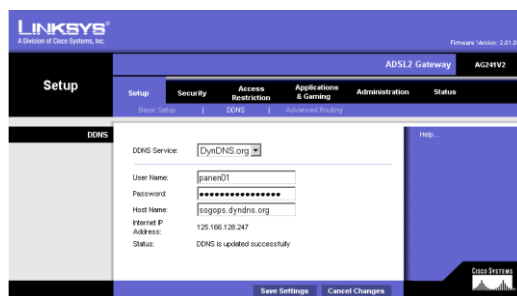 LINKSYS®
A Division of Cisco Systems, Inc.
Firmware Version: 2.01.0
ADSL2 Gateway AG241V2
Setup
Setup Security Access Restriction Applications & Gaming Administration Status
Basic Setup | DDNS | Advanced Routing
DDNS
Help...
DDNS Service: DynDNS.org
User Name: panen01
Password: ••••••••••••••••
Host Name: sogops.dyndns.org
Internet IP Address: 125.166.128.247
Status: DDNS is updated successfully
Save Settings Cancel Changes
CISCO SYSTEMS